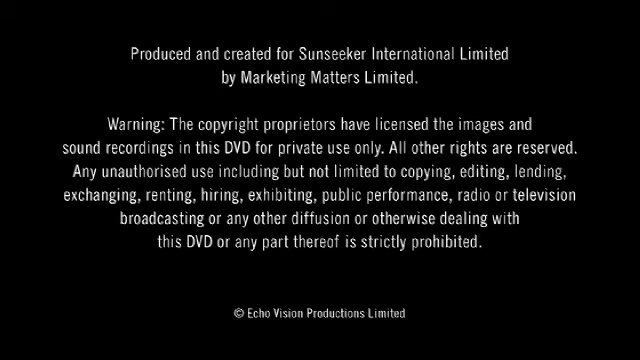 Produced and created for Sunseeker International Limited
by Marketing Matters Limited.
Warning: The copyright proprietors have licensed the images and
sound recordings in this DVD for private use only. All other rights are reserved.
Any unauthorised use including but not limited to copying, editing, lending,
exchanging, renting, hiring, exhibiting, public performance, radio or television
broadcasting or any other diffusion or otherwise dealing with
this DVD or any part thereof is strictly prohibited.
© Echo Vision Productions Limited